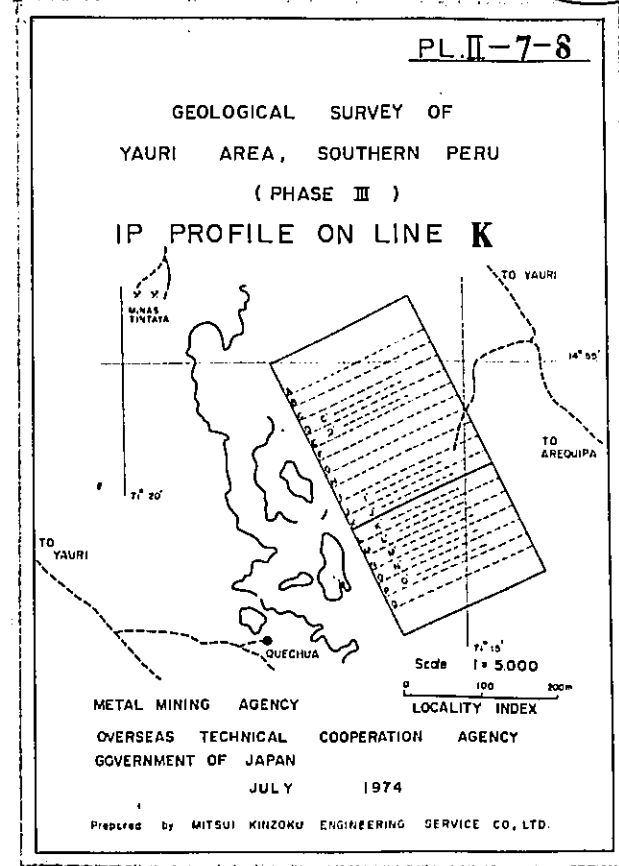 PL.II-7-8
GEOLOGICAL SURVEY OF
YAURI AREA, SOUTHERN PERU
( PHASE III )
IP PROFILE ON LINE K
TO YAURI
MINAS
TINTAYA
14° 55'
TO
AREQUIPA
71° 20'
TO
YAURI
QUECHUA
71° 15'
Scale 1 = 5.000
0 100 200m
LOCALITY INDEX
METAL MINING AGENCY
OVERSEAS TECHNICAL COOPERATION AGENCY
GOVERNMENT OF JAPAN
JULY 1974
Prepared by MITSUI KINZOKU ENGINEERING SERVICE CO., LTD.